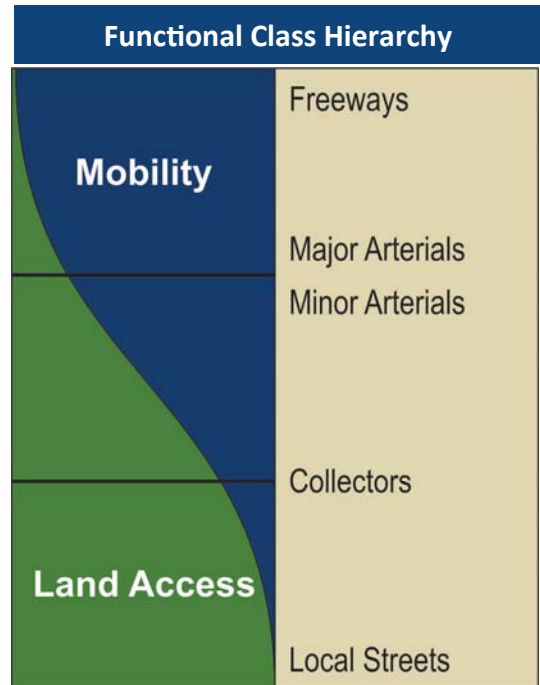 Functional Class Hierarchy
Freeways
Mobility
Major Arterials
Minor Arterials
Collectors
Land Access
Local Streets